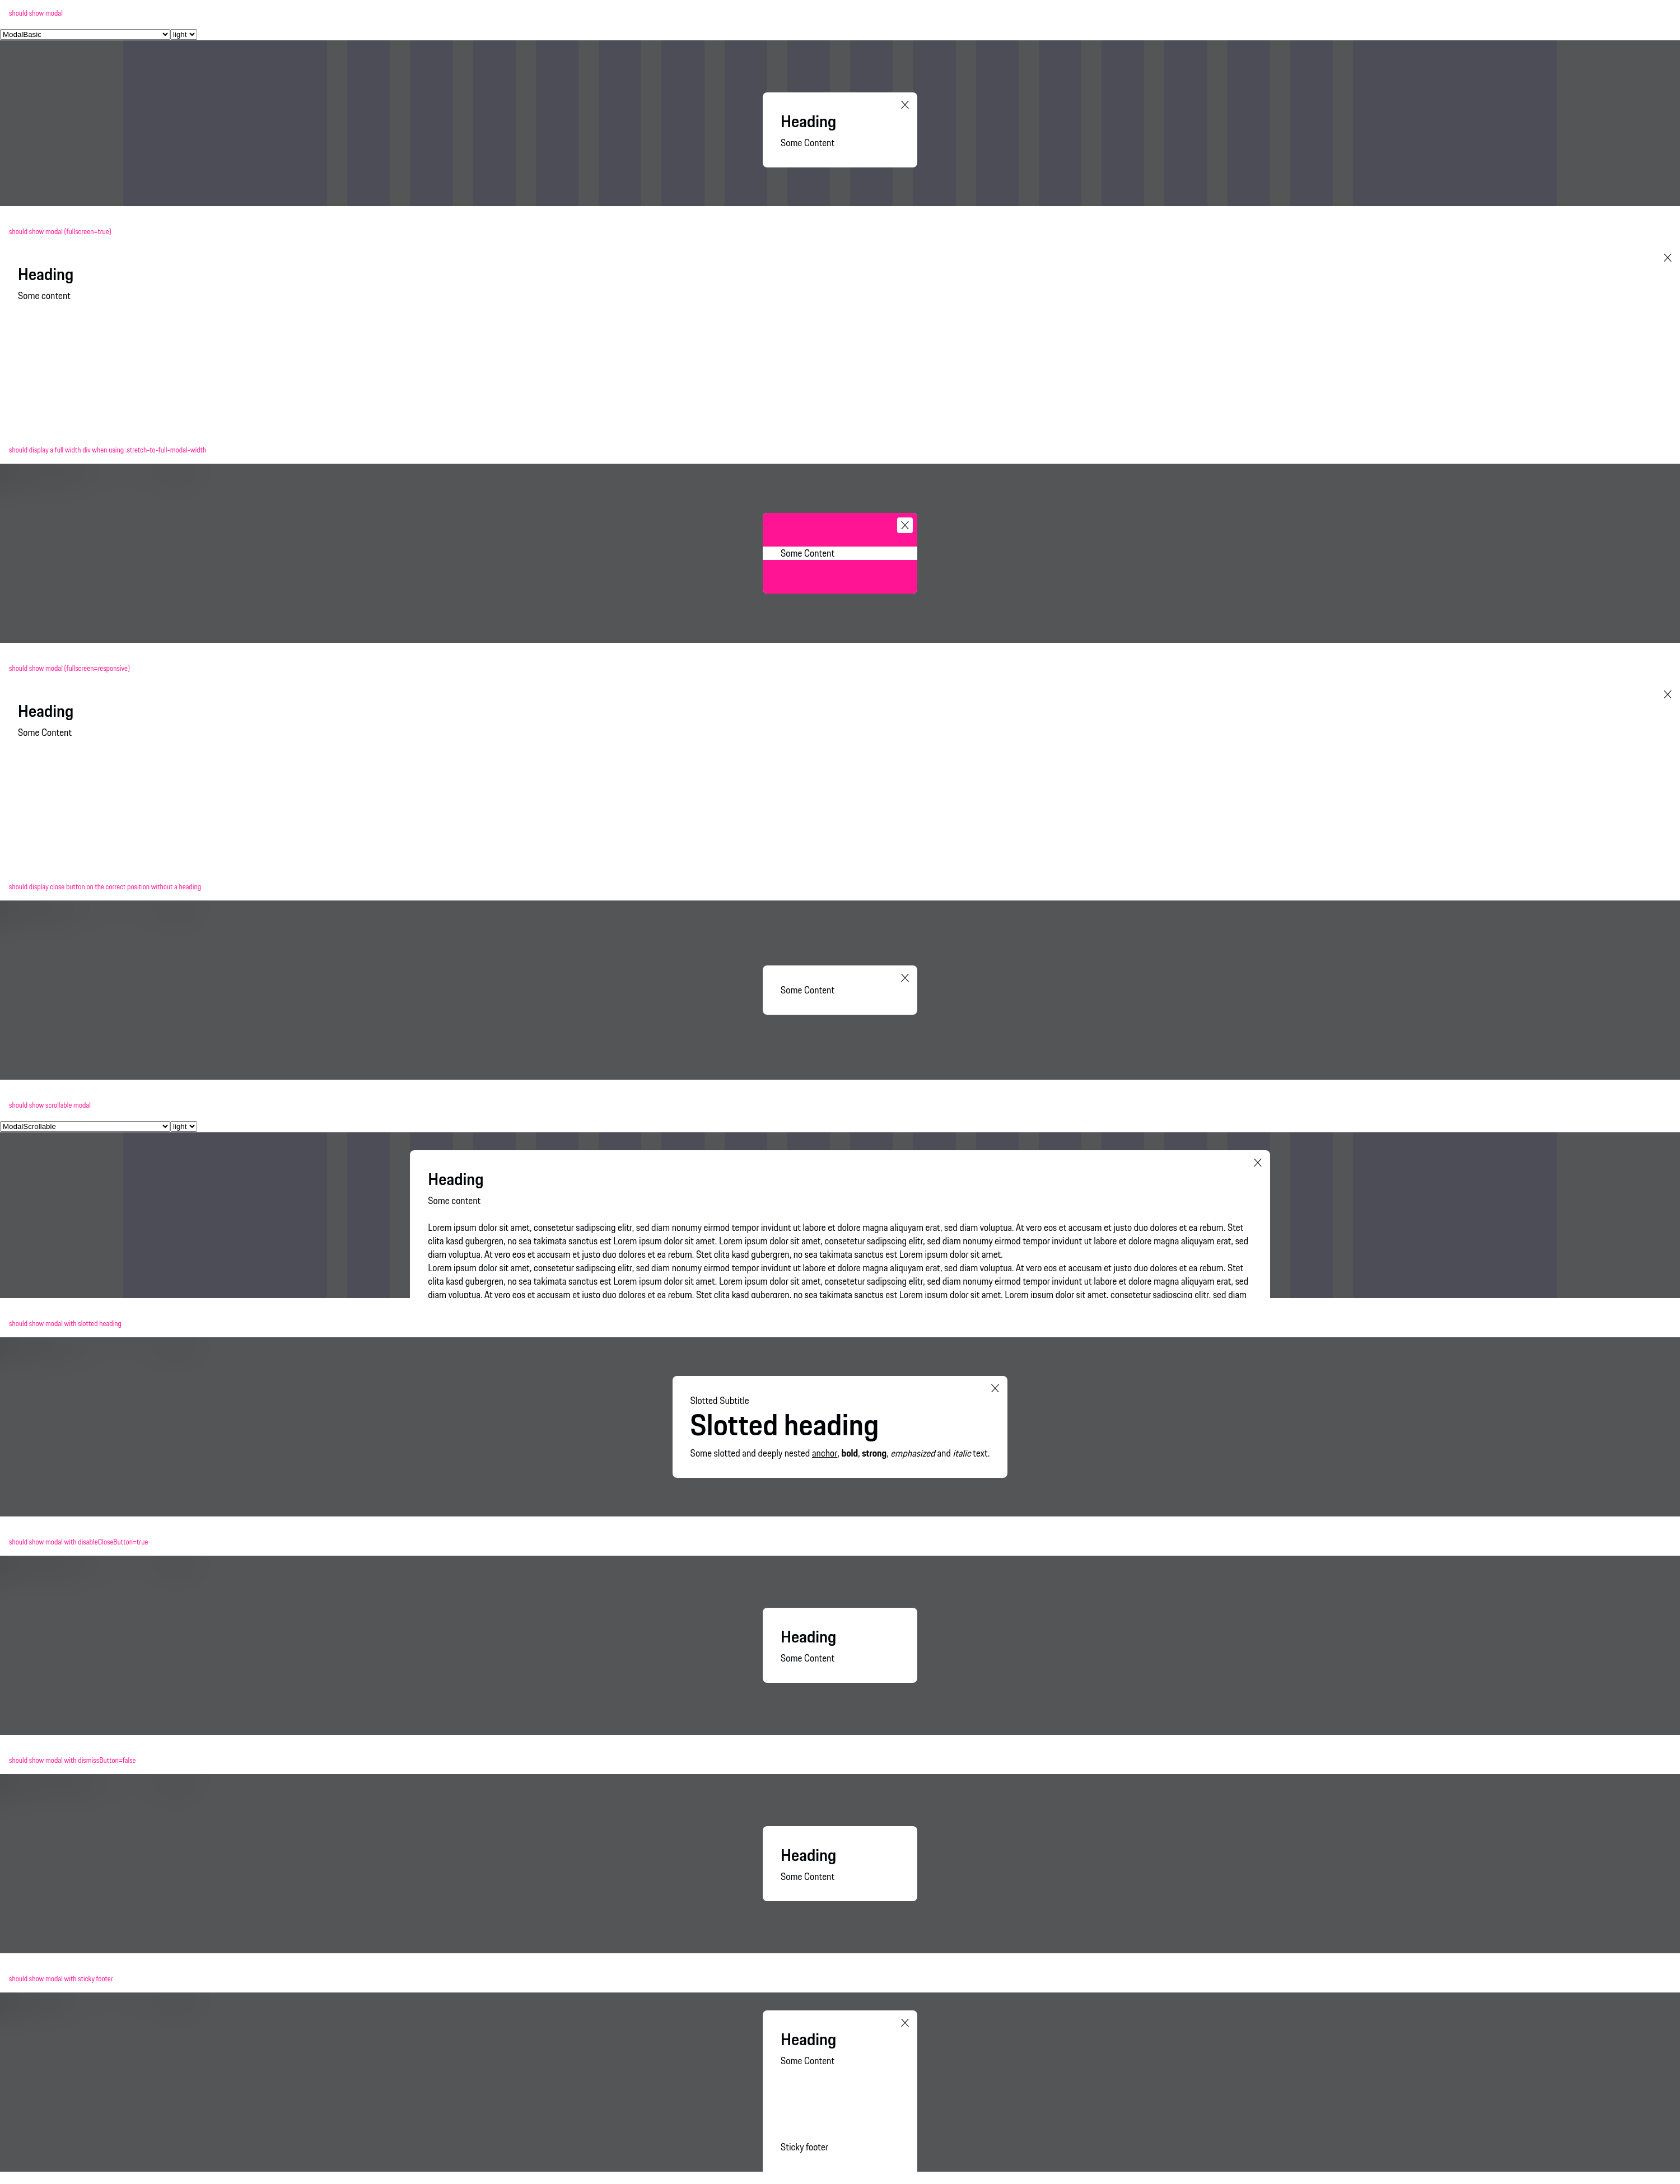 should show modal
ModalBasic light
Heading
Some Content
should show modal (fullscreen=true)
Heading
Some content
should display a full width div when using .stretch-to-full-modal-width
Some Content
should show modal (fullscreen=responsive)
Heading
Some Content
should display close button on the correct position without a heading
Some Content
should show scrollable modal
ModalScrollable light
Heading
Some content
Lorem ipsum dolor sit amet, consetetur sadipscing elitr, sed diam nonumy eirmod tempor invidunt ut labore et dolore magna aliquyam erat, sed diam voluptua. At vero eos et accusam et justo duo dolores et ea rebum. Stet
clita kasd gubergren, no sea takimata sanctus est Lorem ipsum dolor sit amet. Lorem ipsum dolor sit amet, consetetur sadipscing elitr, sed diam nonumy eirmod tempor invidunt ut labore et dolore magna aliquyam erat, sed
diam voluptua. At vero eos et accusam et justo duo dolores et ea rebum. Stet clita kasd gubergren, no sea takimata sanctus est Lorem ipsum dolor sit amet.
Lorem ipsum dolor sit amet, consetetur sadipscing elitr, sed diam nonumy eirmod tempor invidunt ut labore et dolore magna aliquyam erat, sed diam voluptua. At vero eos et accusam et justo duo dolores et ea rebum. Stet
clita kasd gubergren, no sea takimata sanctus est Lorem ipsum dolor sit amet. Lorem ipsum dolor sit amet, consetetur sadipscing elitr, sed diam nonumy eirmod tempor invidunt ut labore et dolore magna aliquyam erat, sed
diam voluptua. At vero eos et accusam et justo duo dolores et ea rebum. Stet clita kasd gubergren, no sea takimata sanctus est Lorem ipsum dolor sit amet. Lorem ipsum dolor sit amet, consetetur sadipscing elitr, sed diam
should show modal with slotted heading
Slotted Subtitle
Slotted heading
Some slotted and deeply nested anchor, bold, strong, emphasized and italic text.
should show modal with disableCloseButton=true
Heading
Some Content
should show modal with dismissButton=false
Heading
Some Content
should show modal with sticky footer
Heading
Some Content
Sticky footer